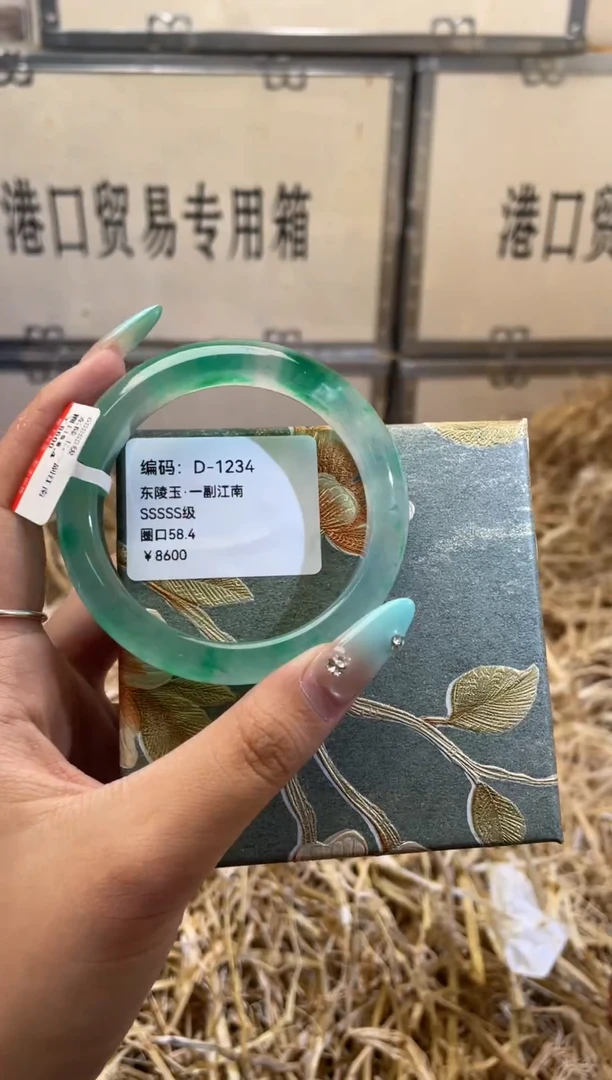 港口贸易专用箱
港口贸
编码：D-1234
东陵玉·一副江南
SSSSS级
圈口58.4
￥8600